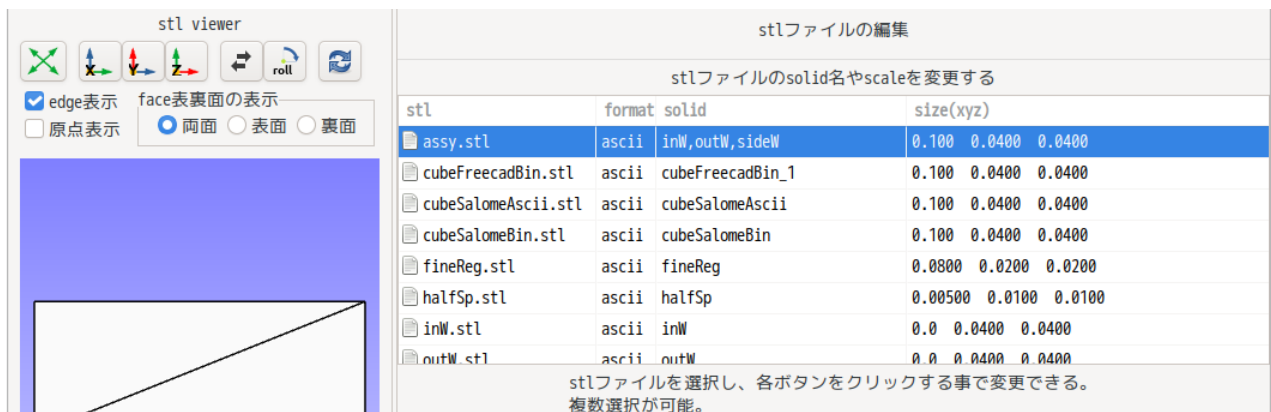 stl viewer
X
Y
Z
roll
edge表示
原点表示
face表裏面の表示
両面 表面 裏面
stlファイルの編集
stlファイルのsolid名やscaleを変更する
stl format solid size(xyz)
assy.stl ascii inW,outW,sideW 0.100 0.0400 0.0400
cubeFreecadBin.stl ascii cubeFreecadBin_1 0.100 0.0400 0.0400
cubeSalomeAscii.stl ascii cubeSalomeAscii 0.100 0.0400 0.0400
cubeSalomeBin.stl ascii cubeSalomeBin 0.100 0.0400 0.0400
fineReg.stl ascii fineReg 0.0800 0.0200 0.0200
halfSp.stl ascii halfSp 0.00500 0.0100 0.0100
inW.stl ascii inW 0.0 0.0400 0.0400
outW.stl ascii outW 0.0 0.0400 0.0400
stlファイルを選択し、各ボタンをクリックする事で変更できる。
複数選択が可能。